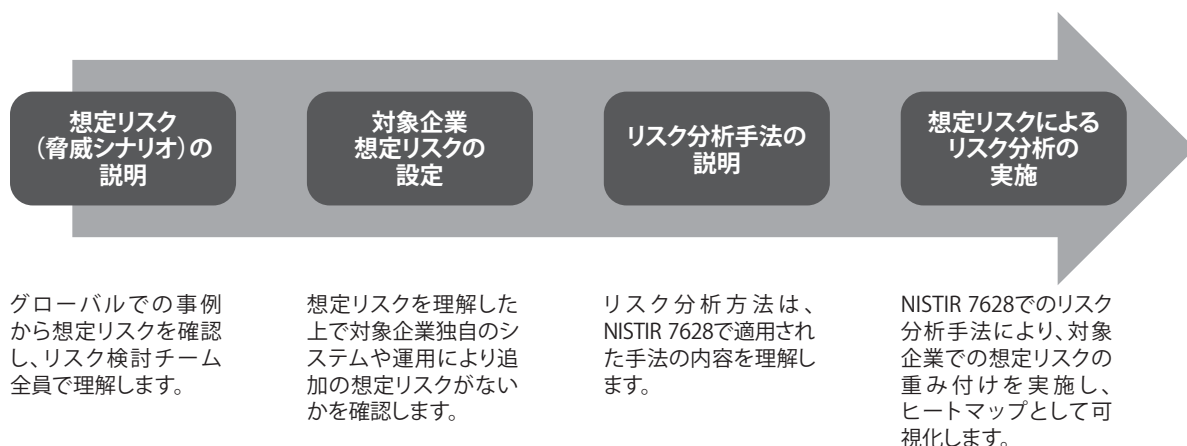 想定リスク
（脅威シナリオ）の
説明
対象企業
想定リスクの
設定
リスク分析手法の
説明
想定リスクによる
リスク分析の
実施
グローバルでの事例
から想定リスクを確認
し、リスク検討チーム
全員で理解します。
想定リスクを理解した
上で対象企業独自のシ
ステムや運用により追
加の想定リスクがない
かを確認します。
リスク分析方法は、
NISTIR 7628で適用され
た手法の内容を理解し
ます。
NISTIR 7628でのリスク
分析手法により、対象
企業での想定リスクの
重み付けを実施し、
ヒートマップとして可
視化します。